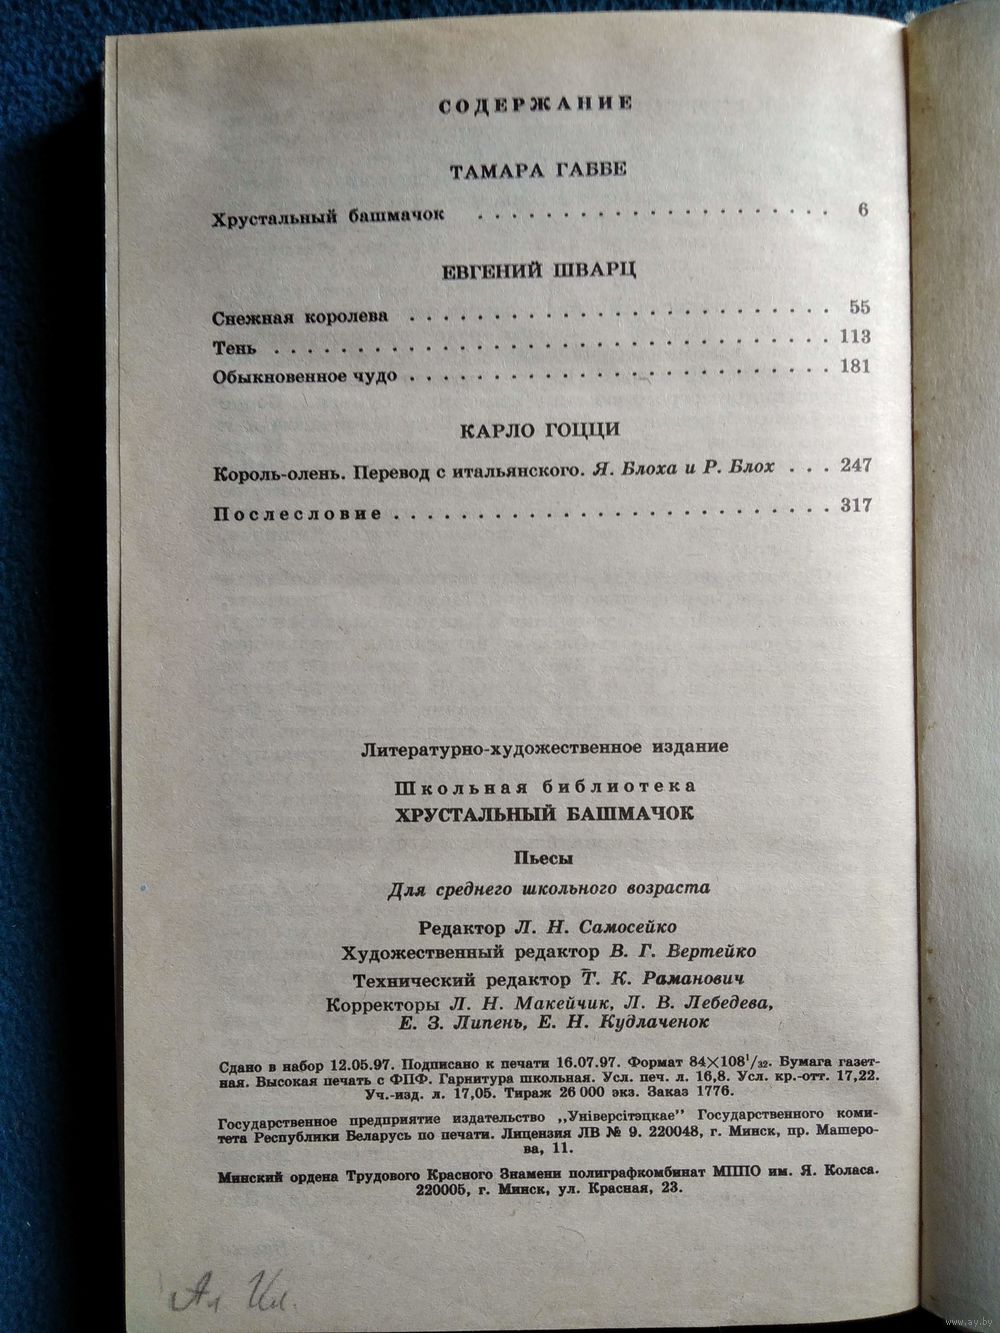 СОДЕРЖАНИЕ
ТАМАРА ГАББЕ
Хрустальный башмачок . . . . . . . . . . . . . . . . . . . . 6
ЕВГЕНИЙ ШВАРЦ
Снежная королева . . . . . . . . . . . . . . . . . . . . . . . . 55
Тень . . . . . . . . . . . . . . . . . . . . . . . . . . . . . . . . 113
Обыкновенное чудо . . . . . . . . . . . . . . . . . . . . . . . . 181
КАРЛО ГОЦЦИ
Король-олень. Перевод с итальянского. Я. Блоха и Р. Блох . . . 247
Послесловие . . . . . . . . . . . . . . . . . . . . . . . . . 317
Литературно-художественное издание
Школьная библиотека
ХРУСТАЛЬНЫЙ БАШМАЧОК
Пьесы
Для среднего школьного возраста
Редактор Л. Н. Самосейко
Художественный редактор В. Г. Вертейко
Технический редактор Т. К. Раманович
Корректоры Л. Н. Макейчик, Л. В. Лебедева,
Е. З. Липень, Е. Н. Кудлаченок
Сдано в набор 12.05.97. Подписано к печати 16.07.97. Формат 84×108¹/₃₂. Бумага газет-
ная. Высокая печать с ФПФ. Гарнитура школьная. Усл. печ. л. 16,8. Усл. кр.-отт. 17,22.
Уч.-изд. л. 17,05. Тираж 26 000 экз. Заказ 1776.
Государственное предприятие издательство „Універсітэцкае” Государственного коми-
тета Республики Беларусь по печати. Лицензия ЛВ № 9. 220048, г. Минск, пр. Машеро-
ва, 11.
Минский ордена Трудового Красного Знамени полиграфкомбинат МППО им. Я. Коласа.
220005, г. Минск, ул. Красная, 23.
www.ay.by